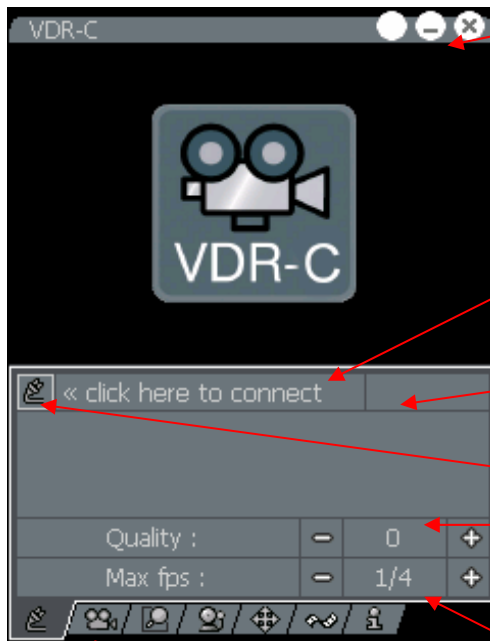 VDR-C
VDR-C
« click here to connect
Quality :
0
Max fps :
1/4